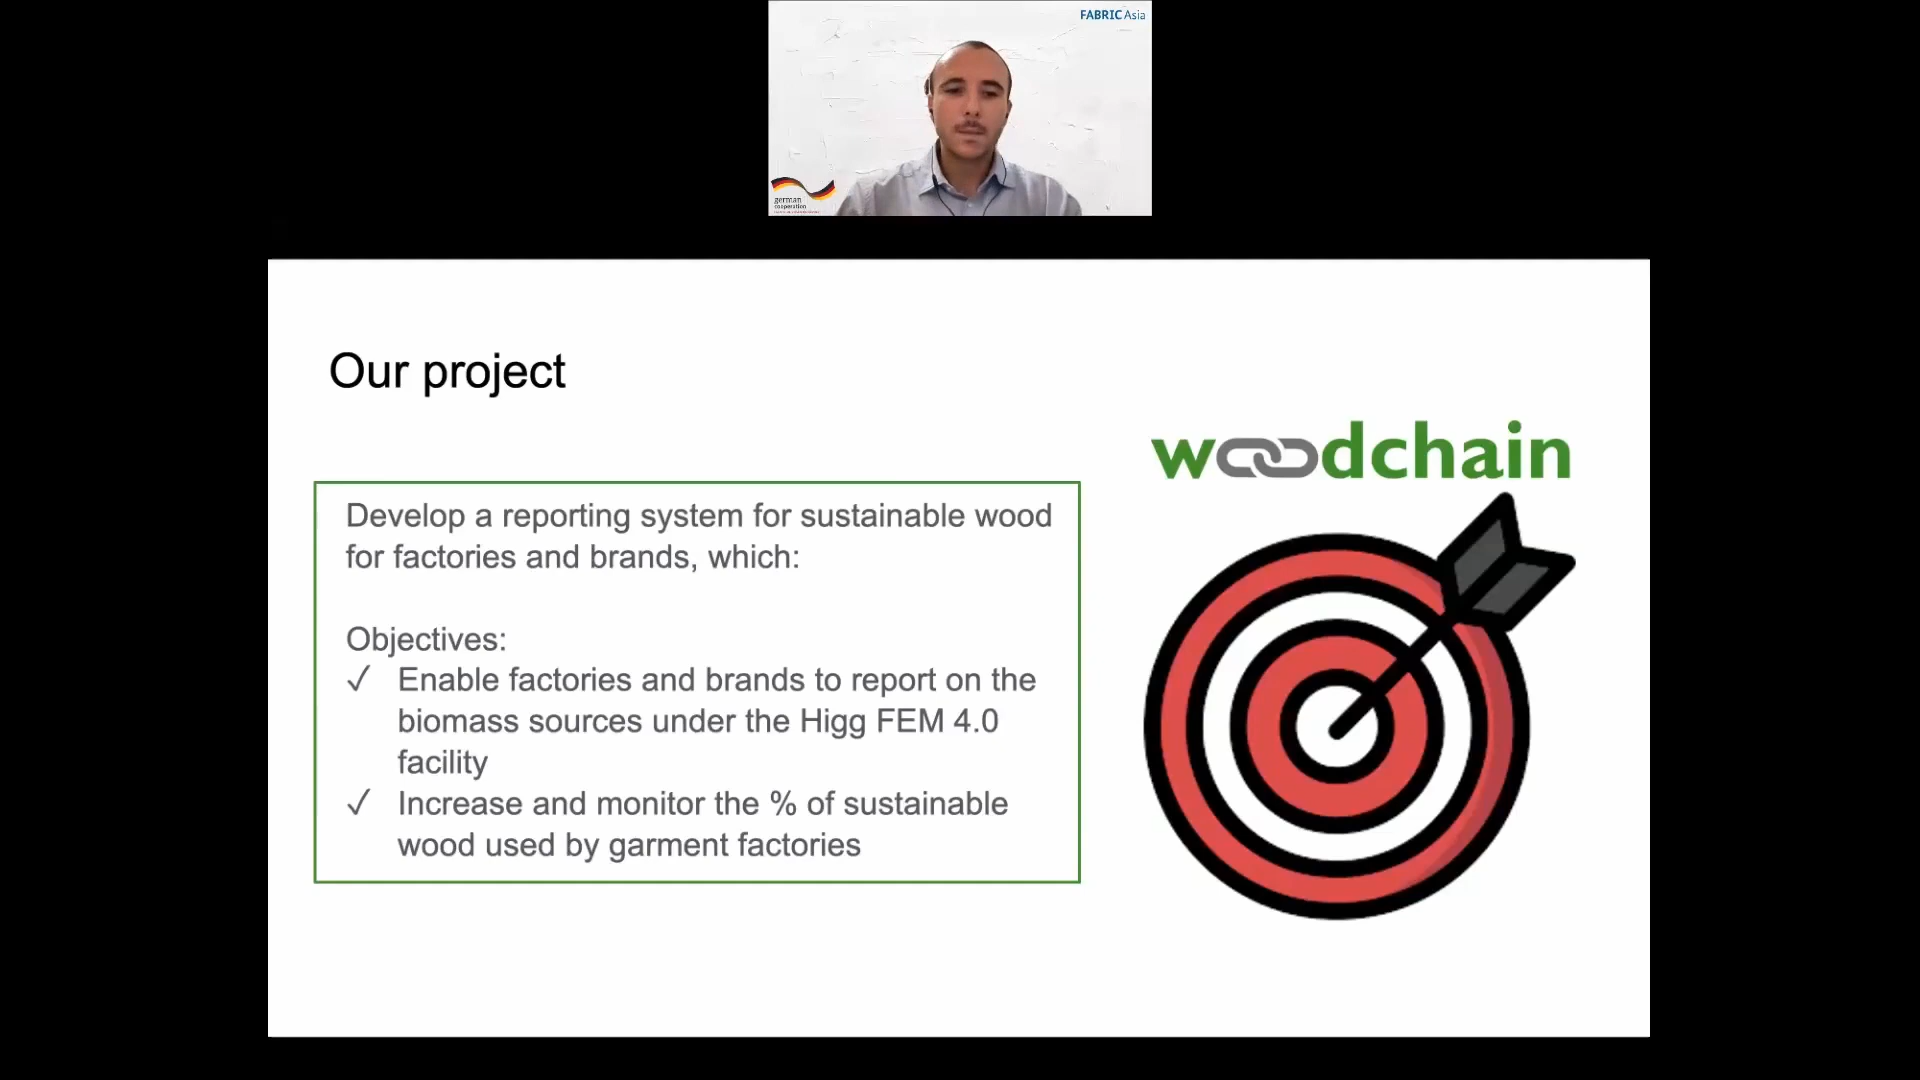 FABRIC Asia
german
cooperation
Our project
woodchain
Develop a reporting system for sustainable wood
for factories and brands, which:
Objectives:
✓ Enable factories and brands to report on the
biomass sources under the Higg FEM 4.0
facility
✓ Increase and monitor the % of sustainable
wood used by garment factories